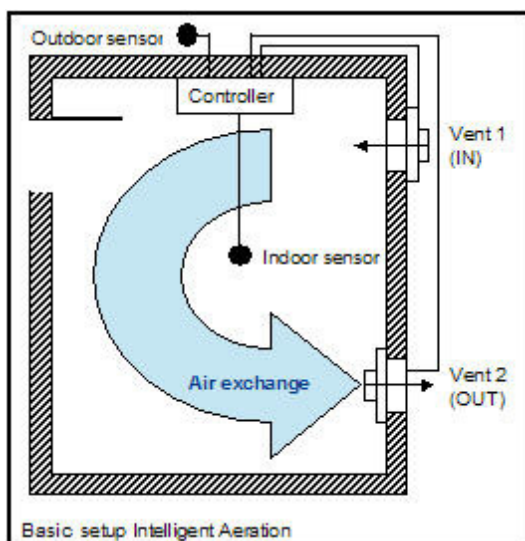 Outdoor sensor
Controller
Vent 1
(IN)
Indoor sensor
Air exchange
Vent 2
(OUT)
Basic setup Intelligent Aeration